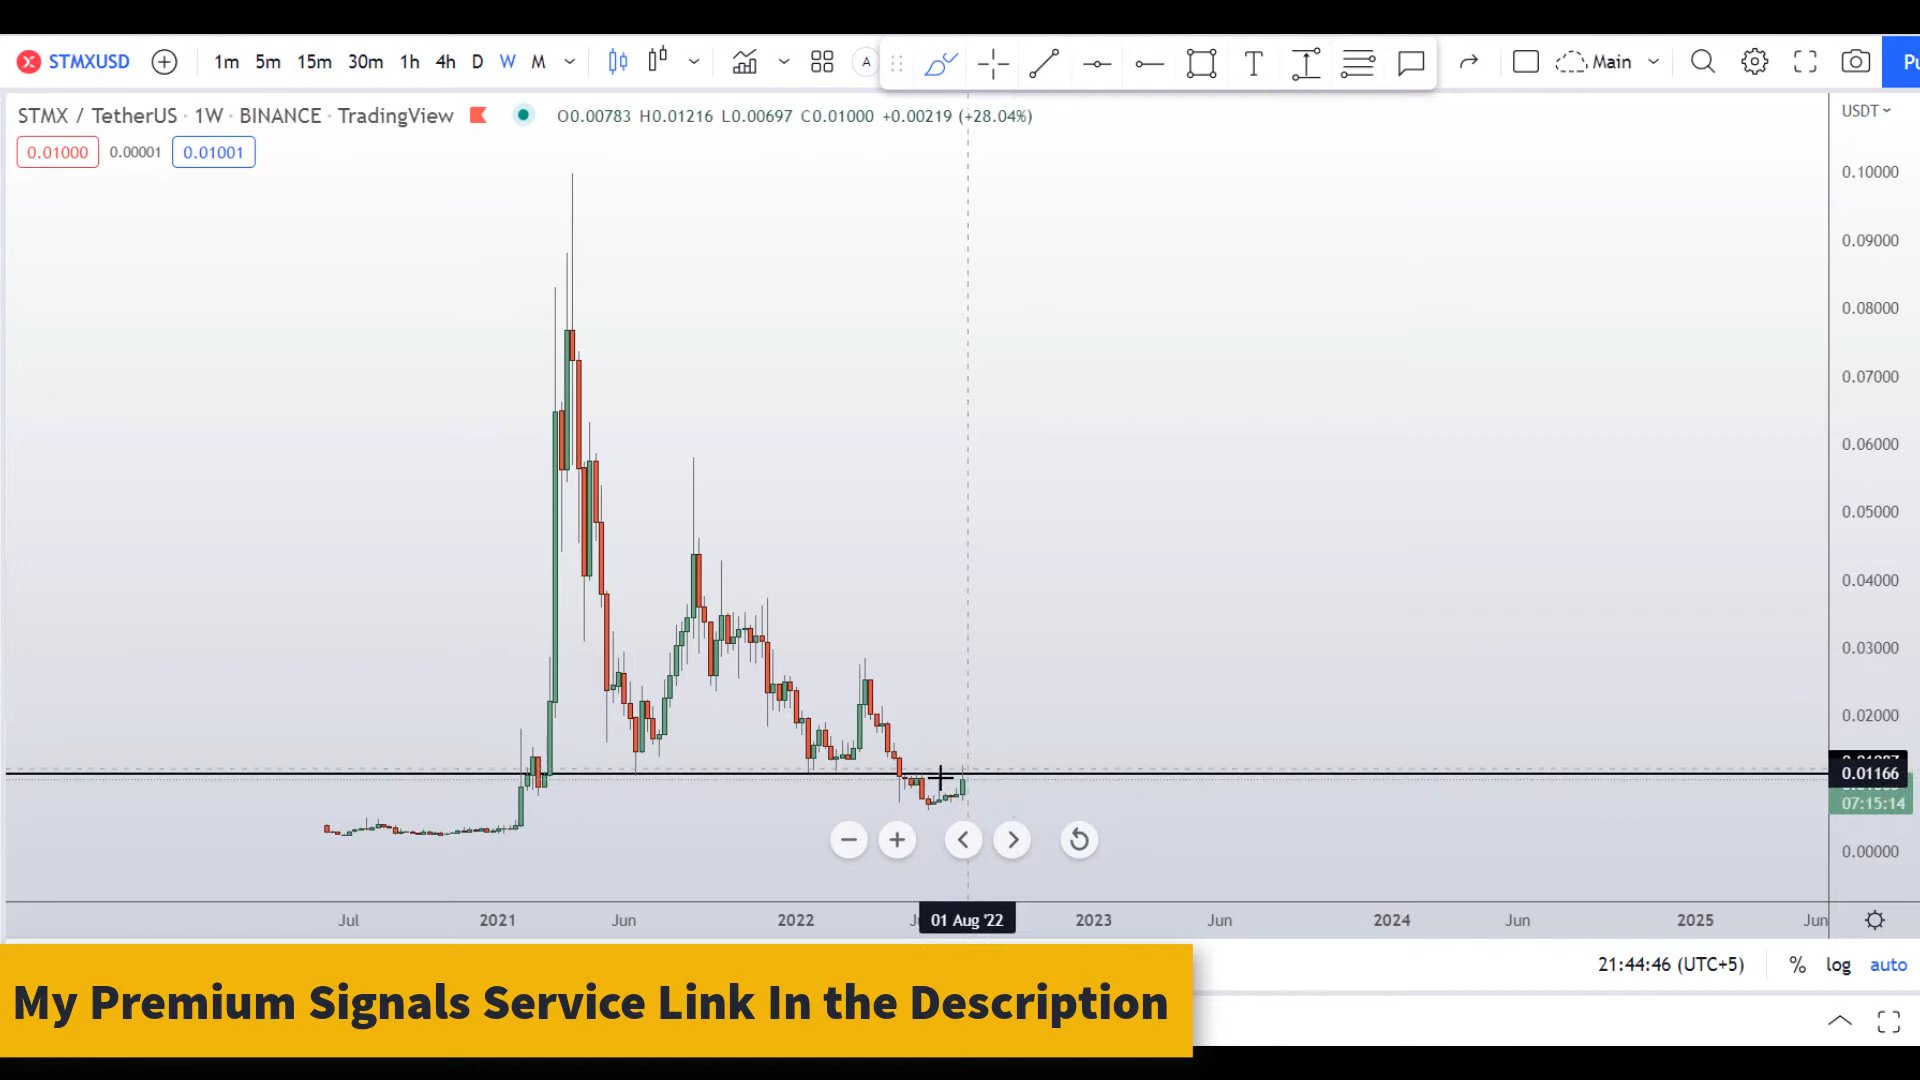 STMXUSD 1m 5m 15m 30m 1h 4h D W M A T Main Pu
STMX / TetherUS · 1W · BINANCE · TradingView O0.00783 H0.01216 L0.00697 C0.01000 +0.00219 (+28.04%) USDT
0.01000 0.00001 0.01001
0.10000
0.09000
0.08000
0.07000
0.06000
0.05000
0.04000
0.03000
0.02000
0.01166
07:15:14
0.00000
Jul 2021 Jun 2022 01 Aug '22 2023 Jun 2024 Jun 2025 Jun
21:44:46 (UTC+5) % log auto
My Premium Signals Service Link In the Description